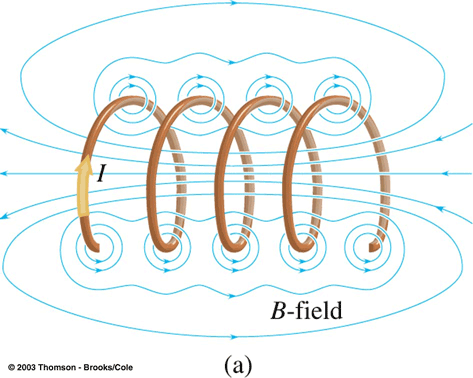 I
B-field
© 2003 Thomson - Brooks/Cole
(a)